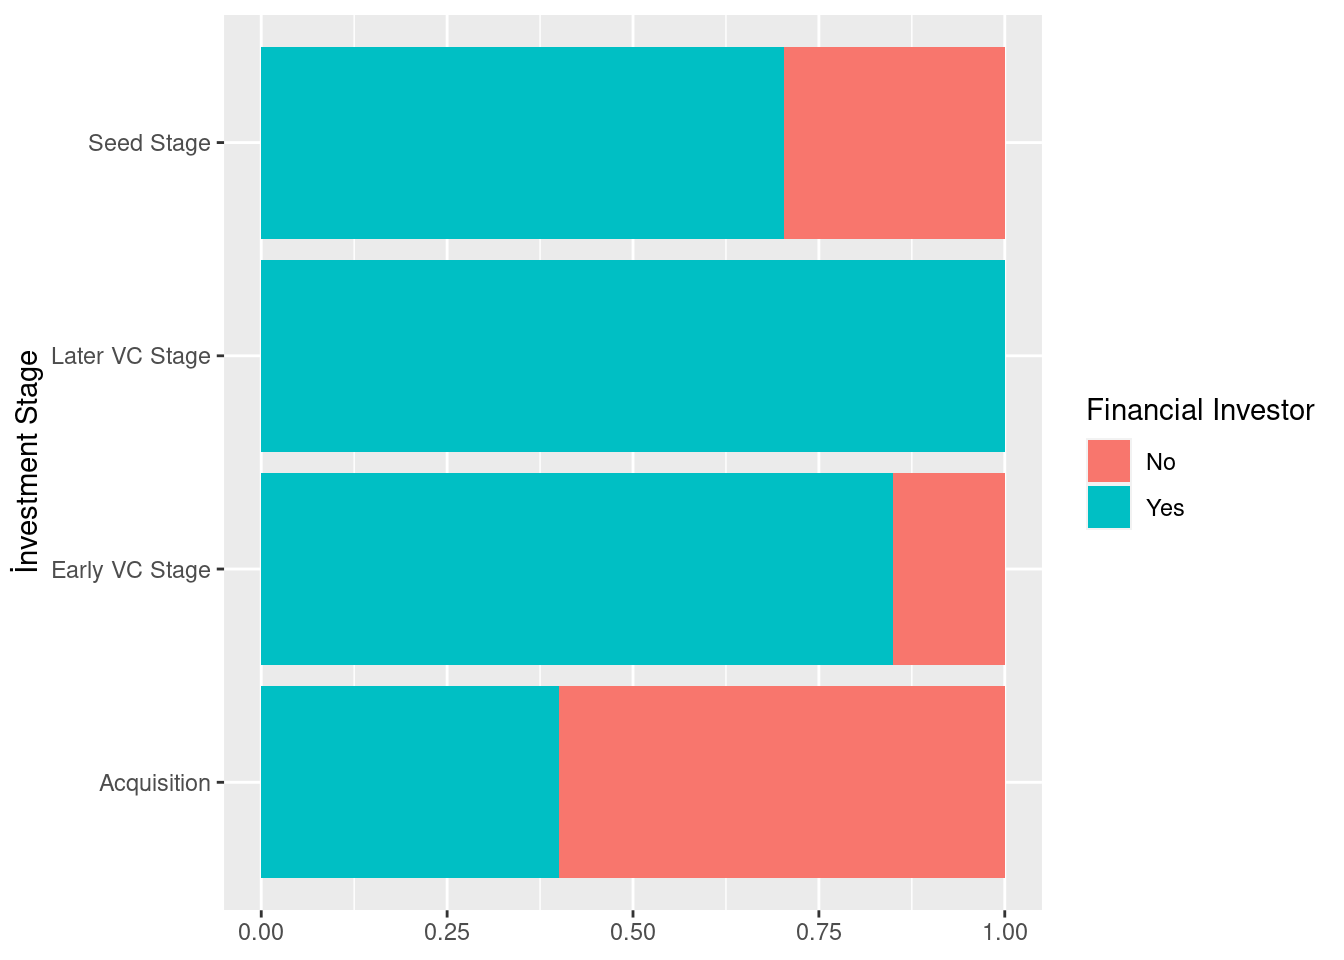 İnvestment Stage
Seed Stage
Later VC Stage
Early VC Stage
Acquisition
0.00 0.25 0.50 0.75 1.00
Financial Investor
No
Yes